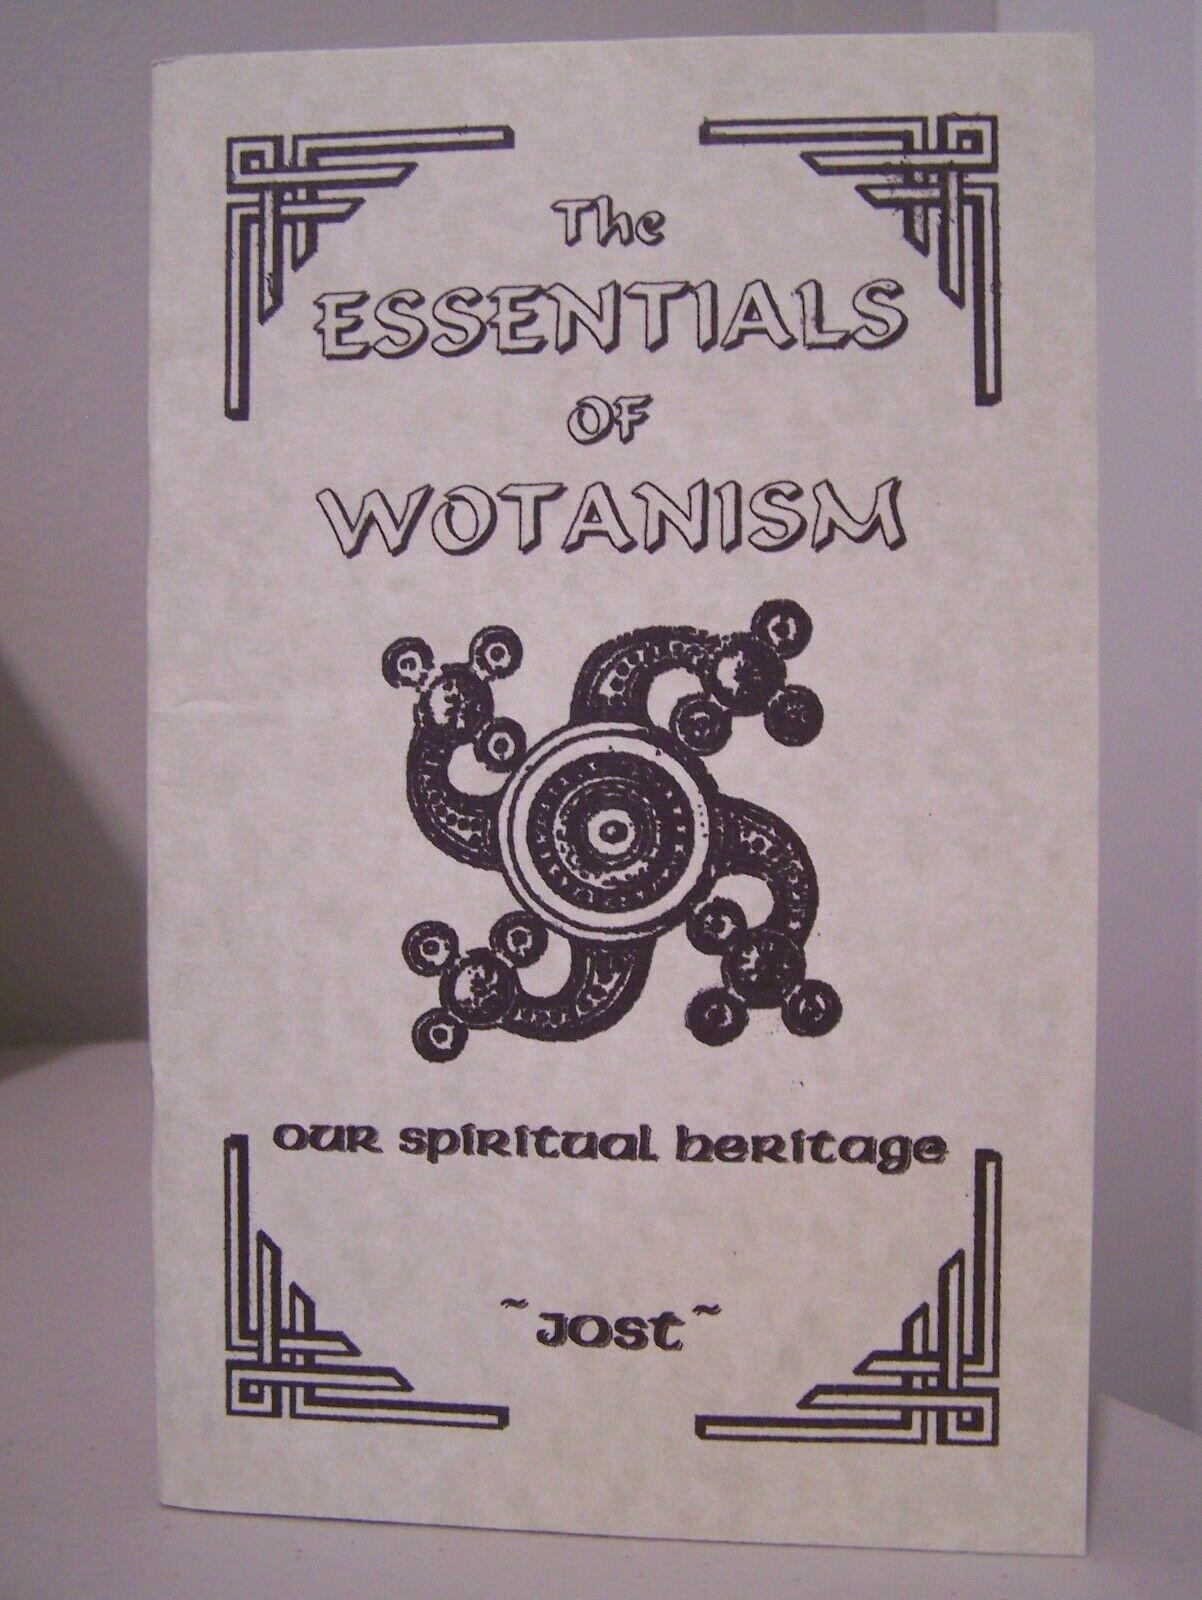 The
ESSENTIALS
OF
WOTANISM
our spiritual heritage
~Jost~